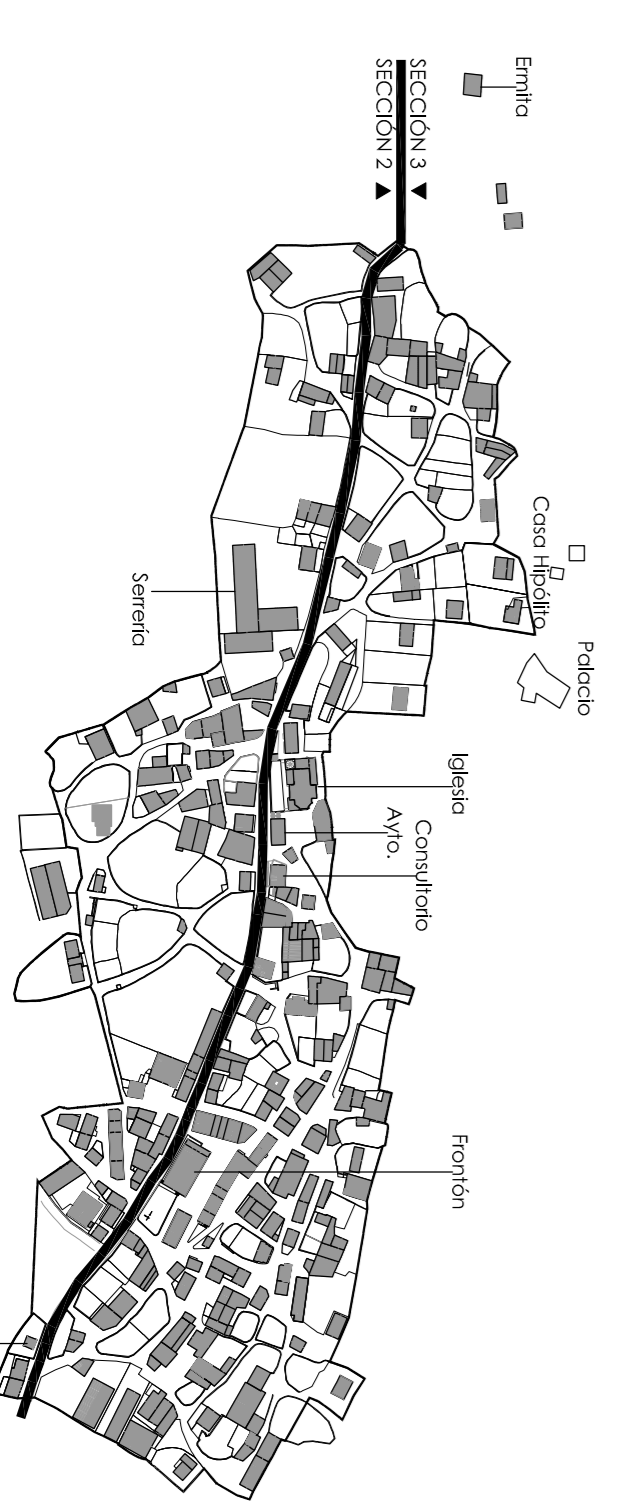 Ermita
SECCIÓN 3
SECCIÓN 2
Casa Hipólito
Palacio
Serrería
Iglesia
Ayto.
Consultorio
Frontón